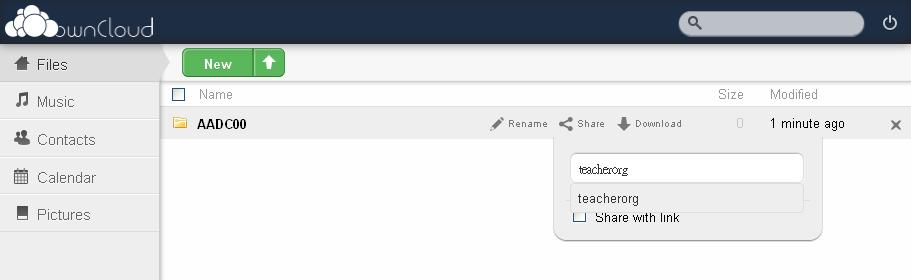 ownCloud
Files
New
Music
Name Size Modified
AADC00 Rename Share Download 0 1 minute ago
Contacts
teacherorg
Calendar
teacherorg
Pictures
Share with link